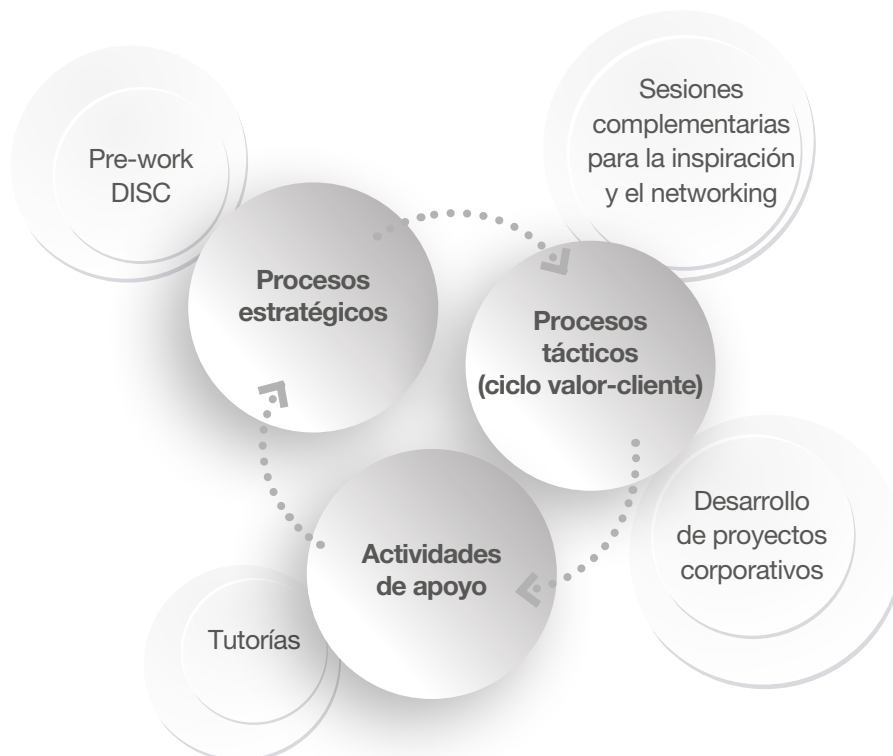 Pre-work
DISC
Sesiones
complementarias
para la inspiración
y el networking
Procesos
estratégicos
Procesos
tácticos
(ciclo valor-cliente)
Desarrollo
de proyectos
corporativos
Actividades
de apoyo
Tutorías